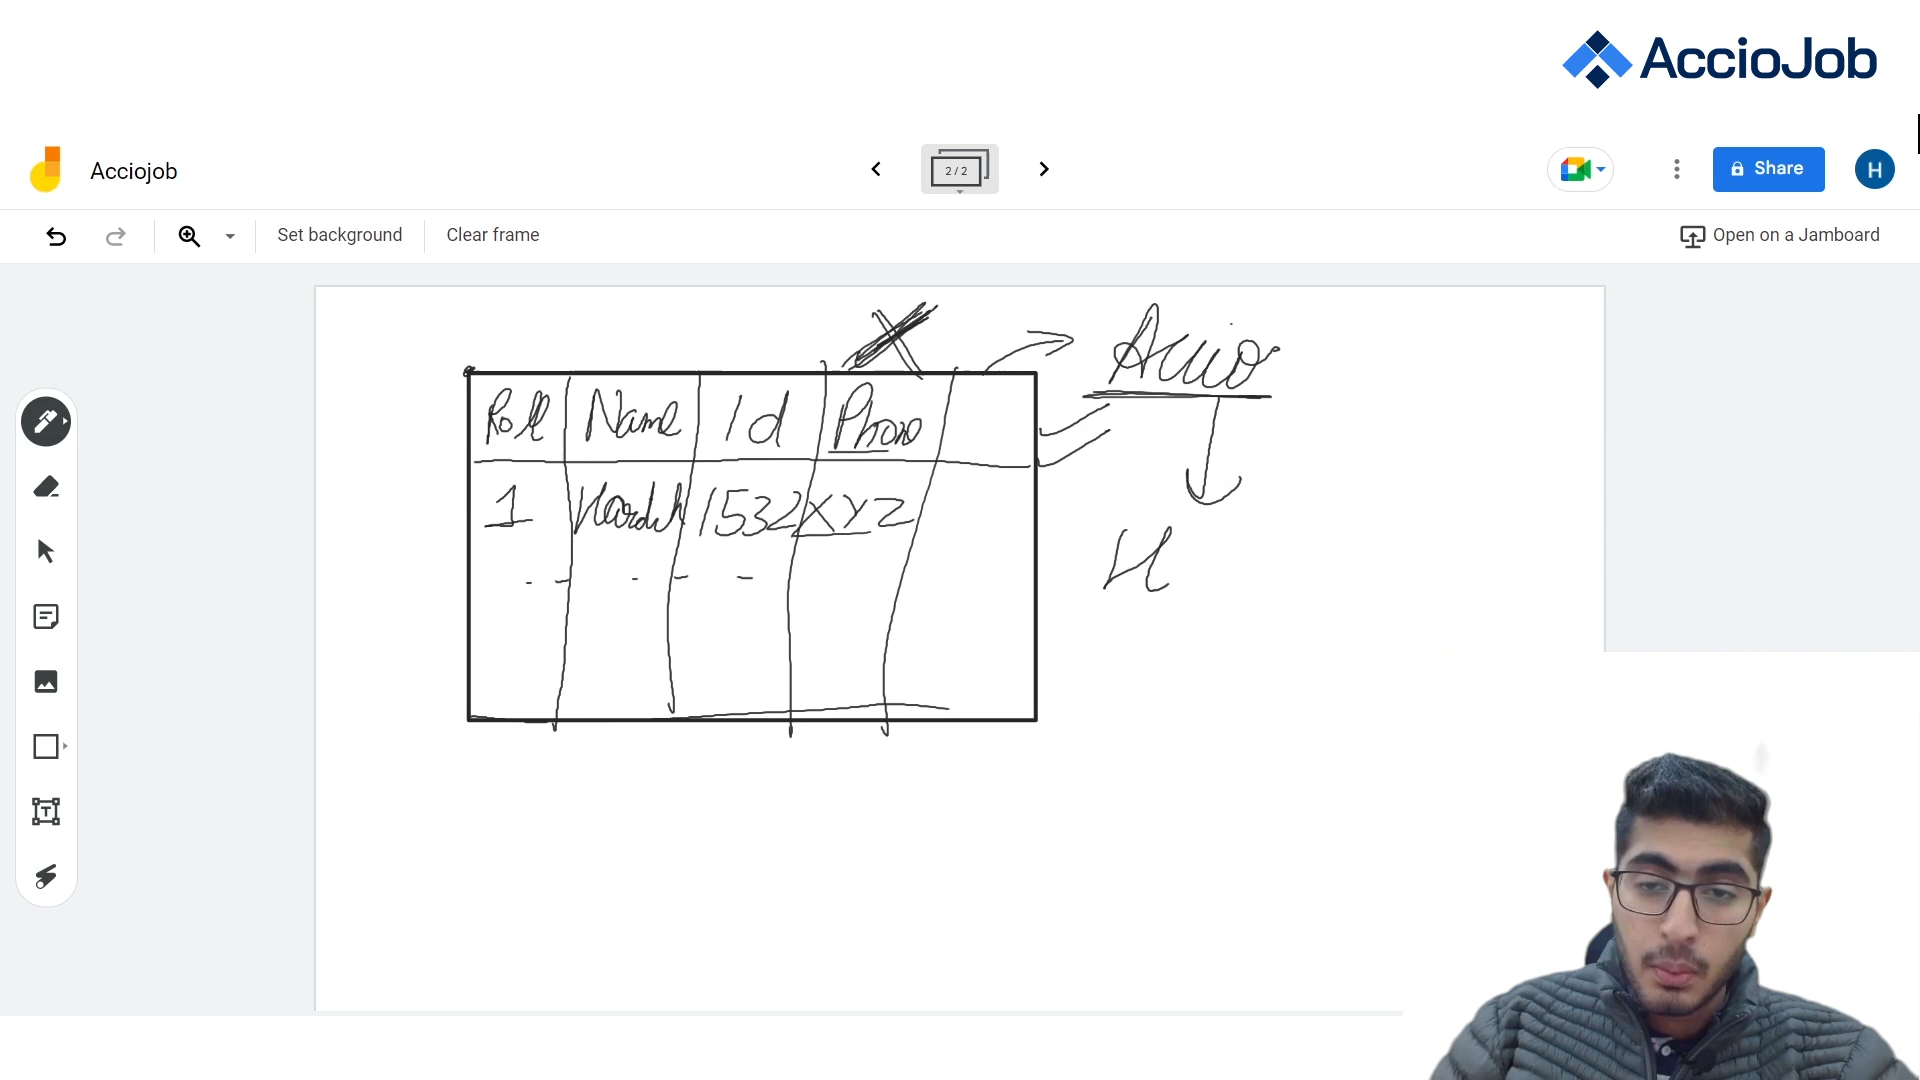 AccioJob
Acciojob
2 / 2
Share
H
Set background
Clear frame
Open on a Jamboard
X
Accio
Roll Name Id Phone
1 1532 XYZ
H
T